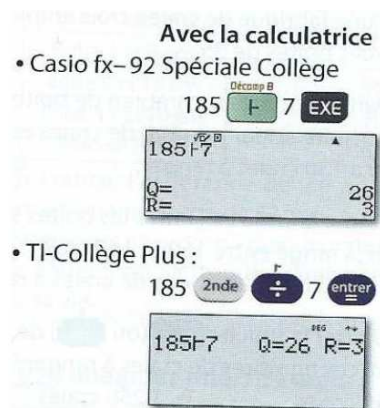 Avec la calculatrice
• Casio fx–92 Spéciale Collège
Décomp B
185 ⊢ 7 EXE
185⊢7
Q= 26
R= 3
• TI-Collège Plus :
r
185 2nde ÷ 7 entrer
=
DEG
185⊢7 Q=26 R=3